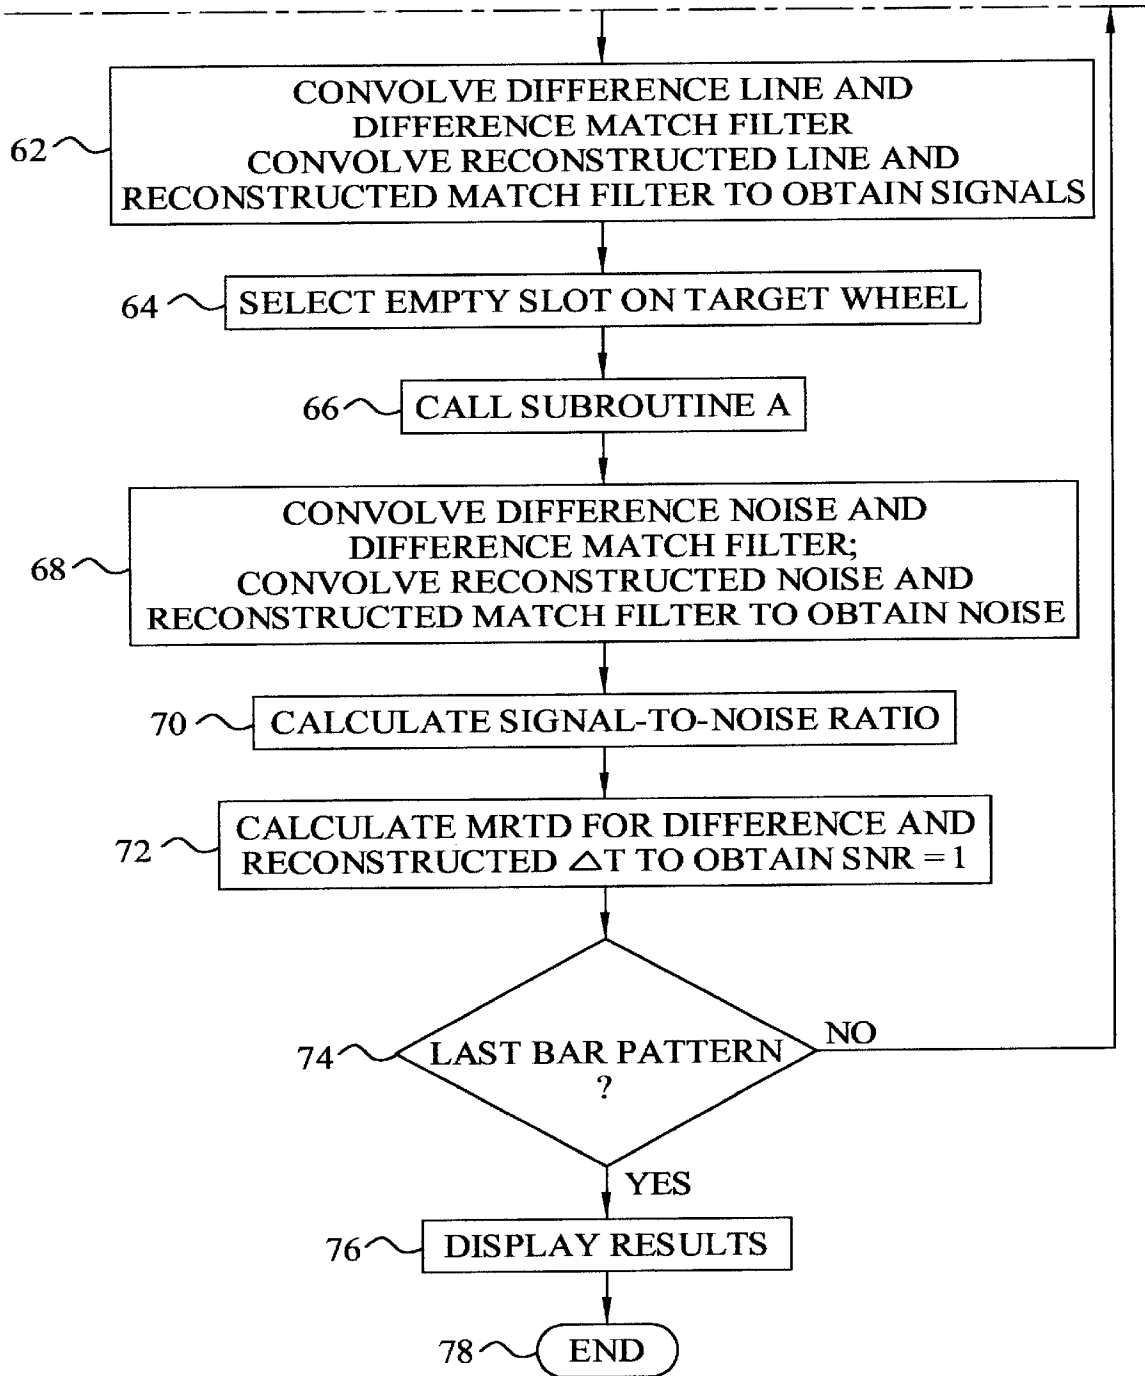 CONVOLVE DIFFERENCE LINE AND
DIFFERENCE MATCH FILTER
62
CONVOLVE RECONSTRUCTED LINE AND
RECONSTRUCTED MATCH FILTER TO OBTAIN SIGNALS
64
SELECT EMPTY SLOT ON TARGET WHEEL
66
CALL SUBROUTINE A
CONVOLVE DIFFERENCE NOISE AND
DIFFERENCE MATCH FILTER;
68
CONVOLVE RECONSTRUCTED NOISE AND
RECONSTRUCTED MATCH FILTER TO OBTAIN NOISE
70
CALCULATE SIGNAL-TO-NOISE RATIO
72
CALCULATE MRTD FOR DIFFERENCE AND
RECONSTRUCTED △T TO OBTAIN SNR = 1
74
LAST BAR PATTERN
?
NO
YES
76
DISPLAY RESULTS
78
END